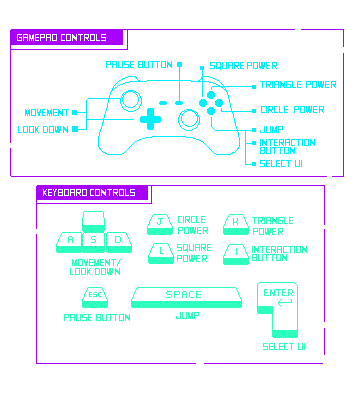 GAMEPAD CONTROLS
PAUSE BUTTON
SQUARE POWER
TRIANGLE POWER
MOVEMENT
CIRCLE POWER
LOOK DOWN
JUMP
INTERACTION
BUTTON
SELECT UI
KEYBOARD CONTROLS
J
CIRCLE
POWER
K
TRIANGLE
POWER
A S D
MOVEMENT/
LOOK DOWN
L
SQUARE
POWER
I
INTERACTION
BUTTON
ESC
PAUSE BUTTON
SPACE
JUMP
ENTER
SELECT UI